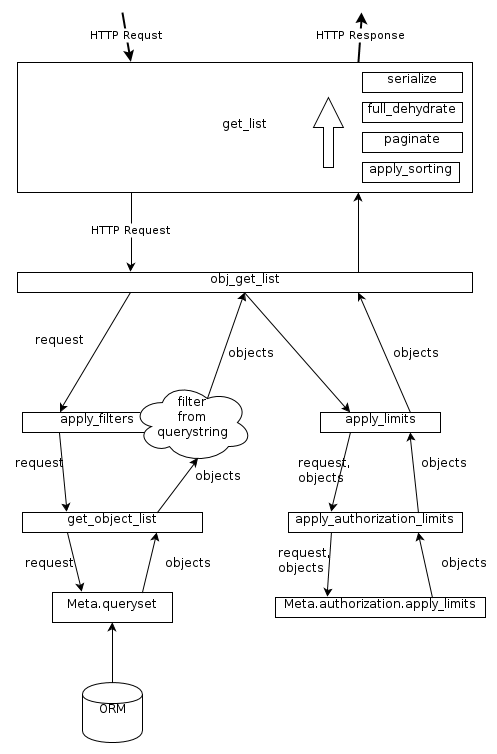 HTTP Requst
HTTP Response
serialize
full_dehydrate
get_list
paginate
apply_sorting
HTTP Request
obj_get_list
request
objects
objects
filter
from
querystring
apply_filters
apply_limits
request
request,
objects
objects
objects
get_object_list
apply_authorization_limits
request
objects
request,
objects
objects
Meta.queryset
Meta.authorization.apply_limits
ORM